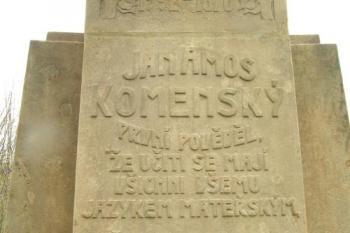 JAN AMOS
KOMENSKÝ
PRVNÍ POVĚDĚL,
ŽE UČITI SE MAJÍ
VŠICHNI VŠEMU
JAZYKEM MATEŘSKÝM.